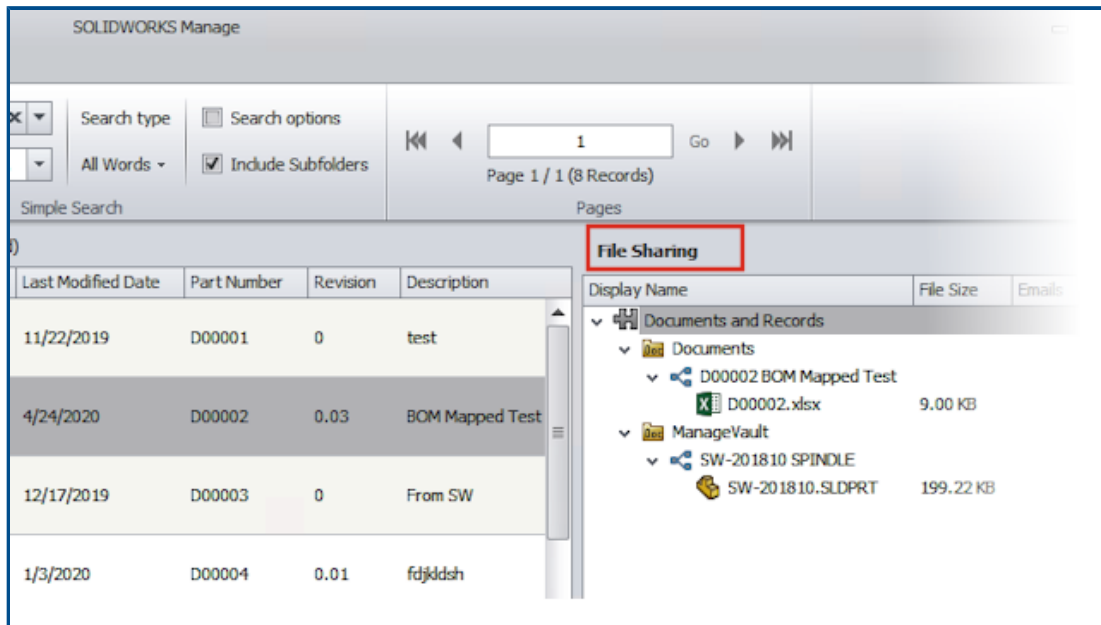 SOLIDWORKS Manage
Search type
Search options
All Words
Include Subfolders
1
Go
Page 1 / 1 (8 Records)
Simple Search
Pages
File Sharing
Last Modified Date Part Number Revision Description
Display Name File Size Emails
11/22/2019 D00001 0 test
4/24/2020 D00002 0.03 BOM Mapped Test
12/17/2019 D00003 0 From SW
1/3/2020 D00004 0.01 fdjkldsh
Documents and Records
Documents
D00002 BOM Mapped Test
D00002.xlsx 9.00 KB
ManageVault
SW-201810 SPINDLE
SW-201810.SLDPRT 199.22 KB